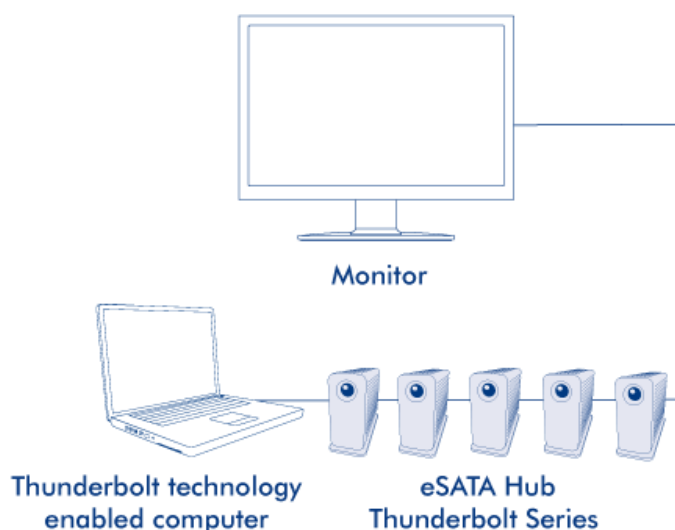 Monitor
Thunderbolt technology
enabled computer
eSATA Hub
Thunderbolt Series